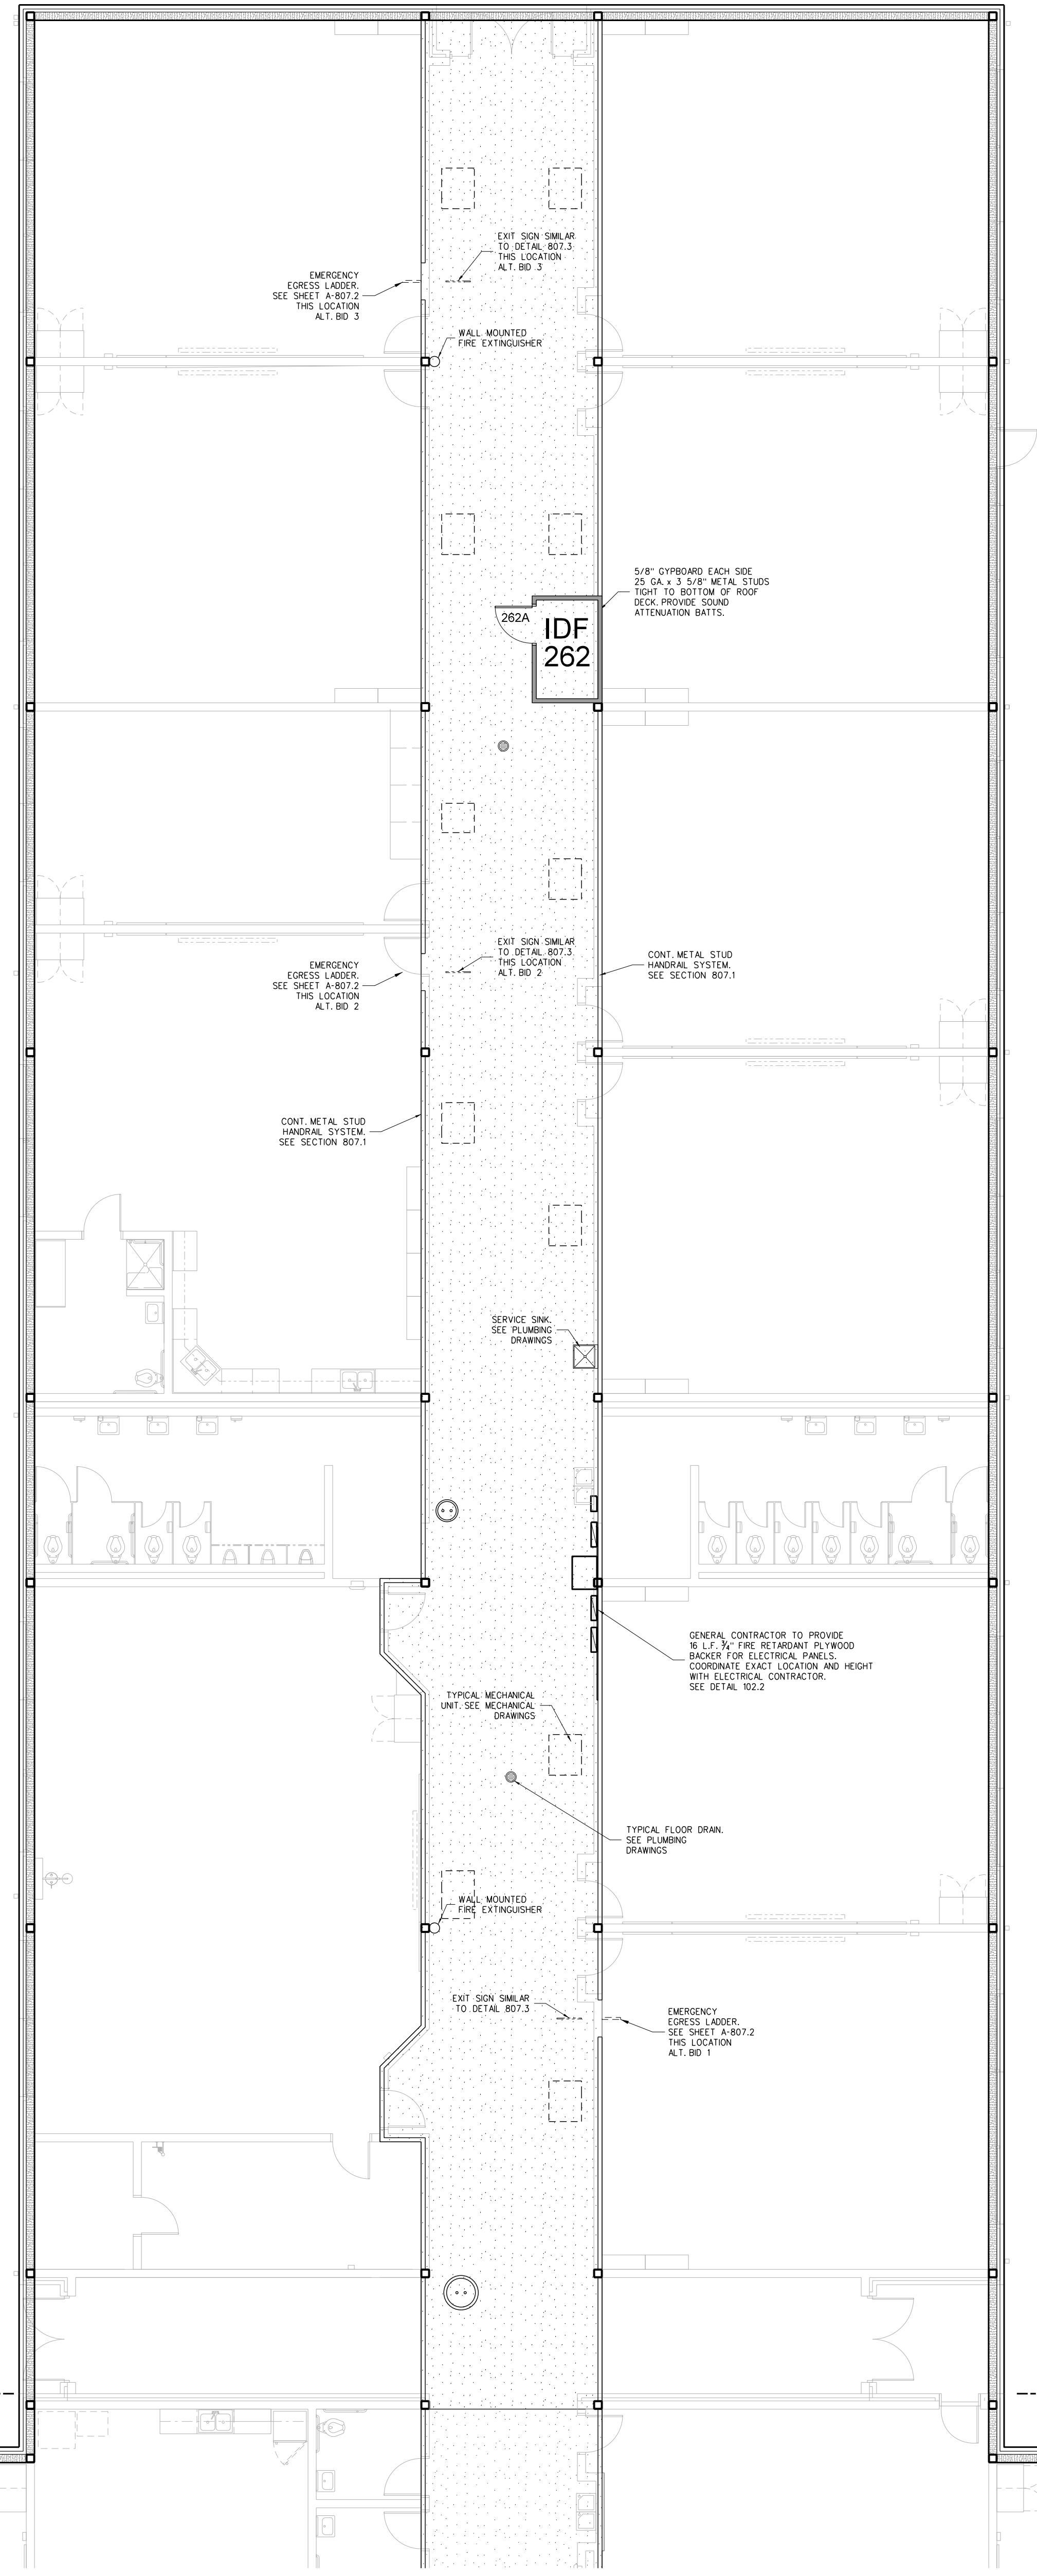 EXIT SIGN SIMILAR
TO DETAIL 807.3
THIS LOCATION
ALT. BID 3
EMERGENCY
EGRESS LADDER.
SEE SHEET A-807.2
THIS LOCATION
ALT. BID 3
WALL MOUNTED
FIRE EXTINGUISHER
5/8" GYPBOARD EACH SIDE
25 GA. x 3 5/8" METAL STUDS
TIGHT TO BOTTOM OF ROOF
DECK. PROVIDE SOUND
ATTENUATION BATTS.
262A
IDF
262
EXIT SIGN SIMILAR
TO DETAIL 807.3
THIS LOCATION
ALT. BID 2
EMERGENCY
EGRESS LADDER.
SEE SHEET A-807.2
THIS LOCATION
ALT. BID 2
CONT. METAL STUD
HANDRAIL SYSTEM.
SEE SECTION 807.1
CONT. METAL STUD
HANDRAIL SYSTEM.
SEE SECTION 807.1
SERVICE SINK.
SEE PLUMBING
DRAWINGS
GENERAL CONTRACTOR TO PROVIDE
16 L.F. 3/4" FIRE RETARDANT PLYWOOD
BACKER FOR ELECTRICAL PANELS.
COORDINATE EXACT LOCATION AND HEIGHT
WITH ELECTRICAL CONTRACTOR.
SEE DETAIL 102.2
TYPICAL MECHANICAL
UNIT. SEE MECHANICAL
DRAWINGS
TYPICAL FLOOR DRAIN.
SEE PLUMBING
DRAWINGS
WALL MOUNTED
FIRE EXTINGUISHER
EXIT SIGN SIMILAR
TO DETAIL 807.3
EMERGENCY
EGRESS LADDER.
SEE SHEET A-807.2
THIS LOCATION
ALT. BID 1